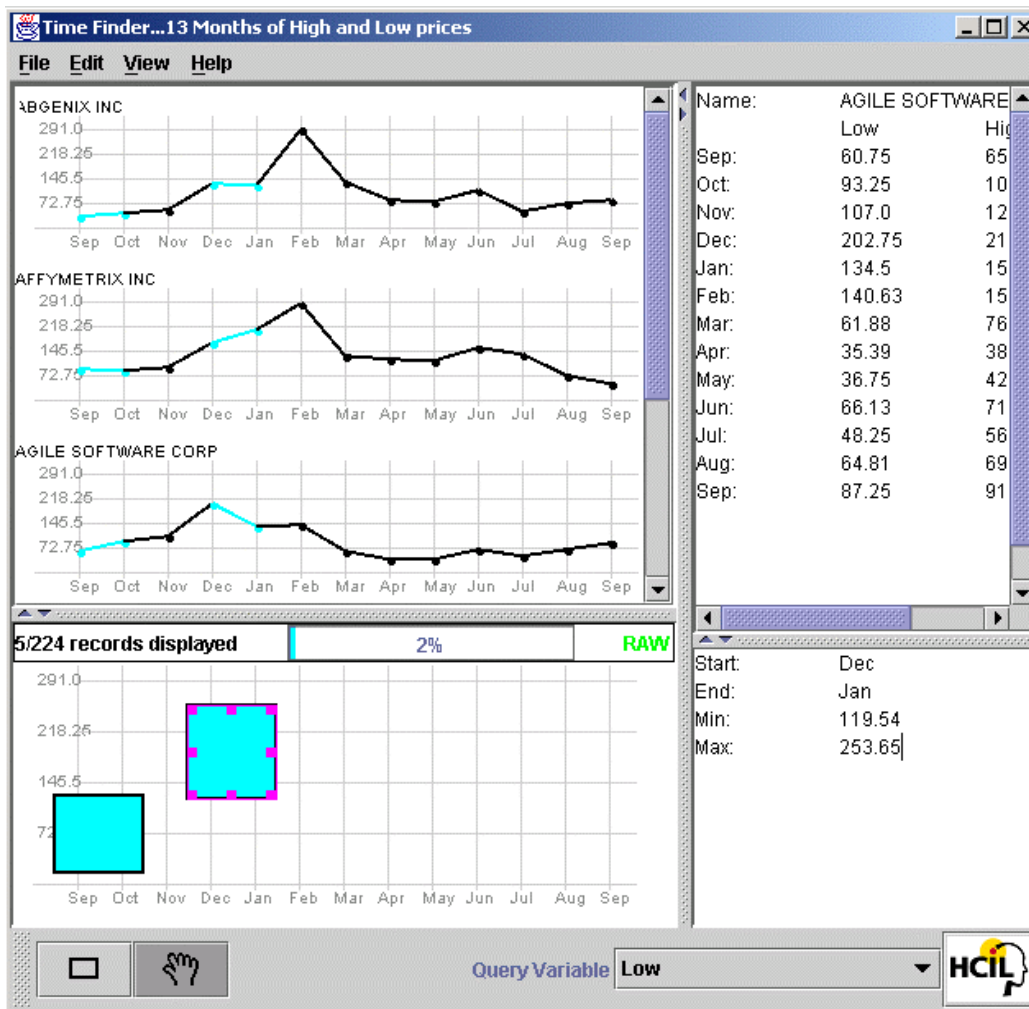 Time Finder...13 Months of High and Low prices
File Edit View Help
ABGENIX INC
291.0
218.25
145.5
72.75
Sep Oct Nov Dec Jan Feb Mar Apr May Jun Jul Aug Sep
AFFYMETRIX INC
291.0
218.25
145.5
72.75
Sep Oct Nov Dec Jan Feb Mar Apr May Jun Jul Aug Sep
AGILE SOFTWARE CORP
291.0
218.25
145.5
72.75
Sep Oct Nov Dec Jan Feb Mar Apr May Jun Jul Aug Sep
5/224 records displayed 2% RAW
291.0
218.25
145.5
72
Sep Oct Nov Dec Jan Feb Mar Apr May Jun Jul Aug Sep
Name: AGILE SOFTWARE
Low Hig
Sep: 60.75 65
Oct: 93.25 10
Nov: 107.0 12
Dec: 202.75 21
Jan: 134.5 15
Feb: 140.63 15
Mar: 61.88 76
Apr: 35.39 38
May: 36.75 42
Jun: 66.13 71
Jul: 48.25 56
Aug: 64.81 69
Sep: 87.25 91
Start: Dec
End: Jan
Min: 119.54
Max: 253.65
Query Variable Low
HCIL